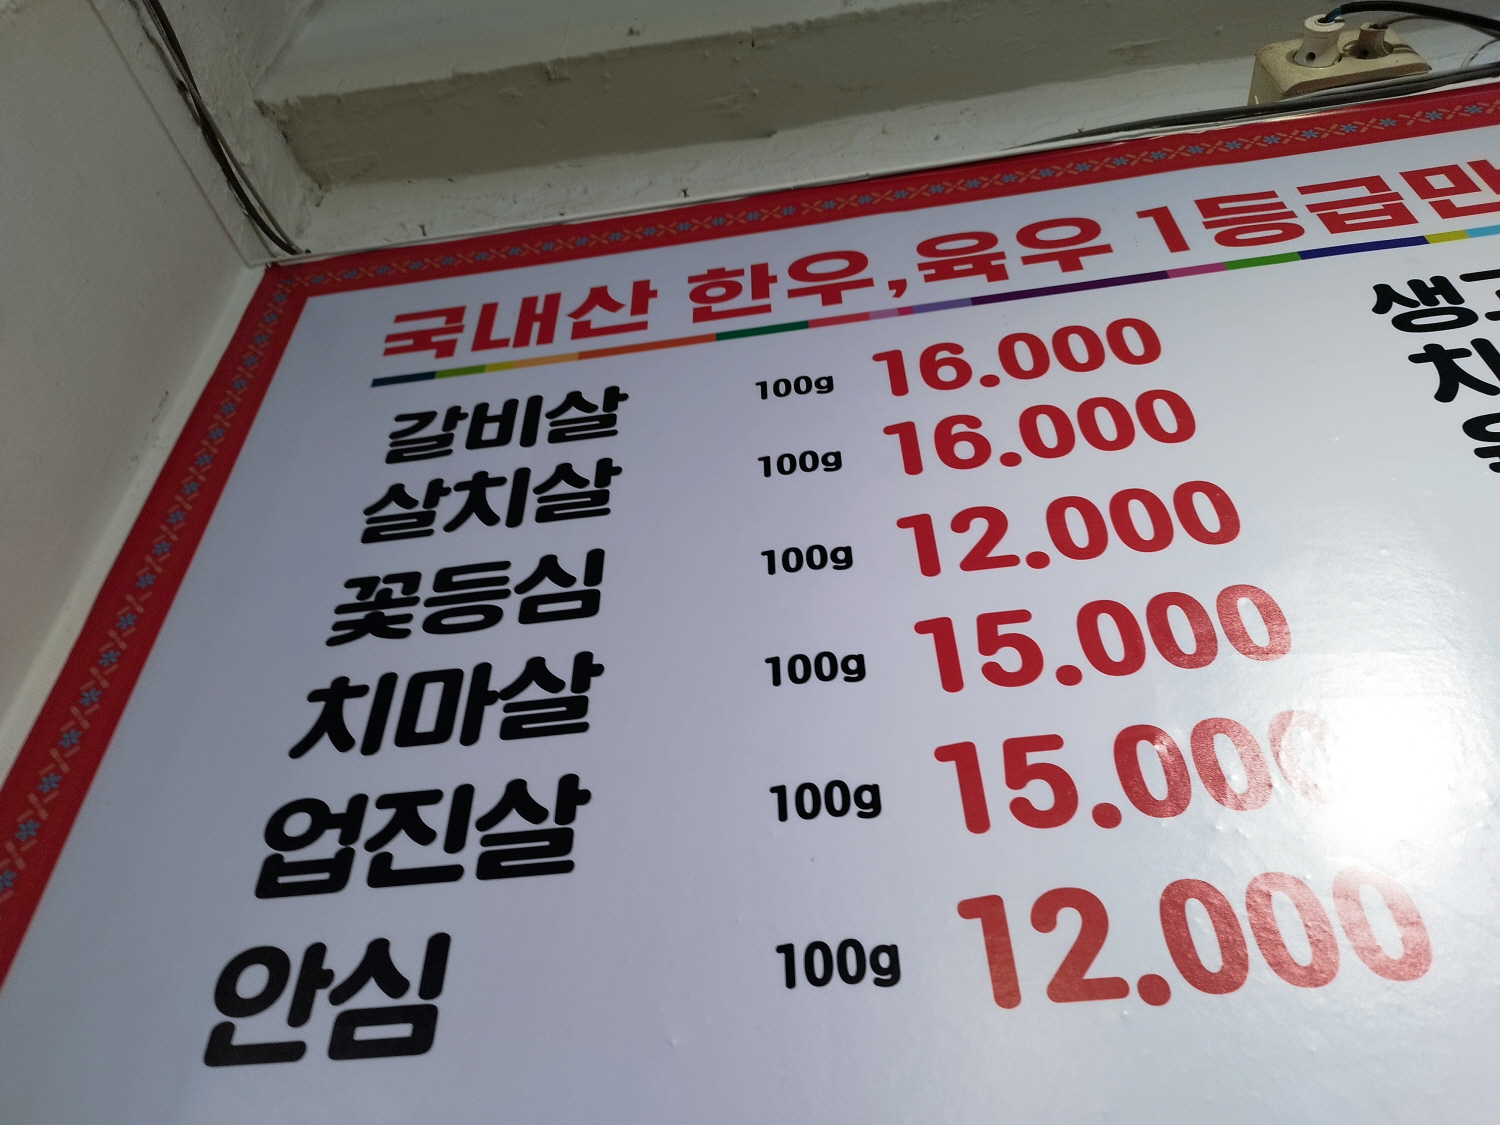 국내산 한우,육우 1등급만
갈비살 100g 16.000
살치살 100g 16.000
꽃등심 100g 12.000
치마살 100g 15.000
업진살 100g 15.000
안심 100g 12.000
생
차